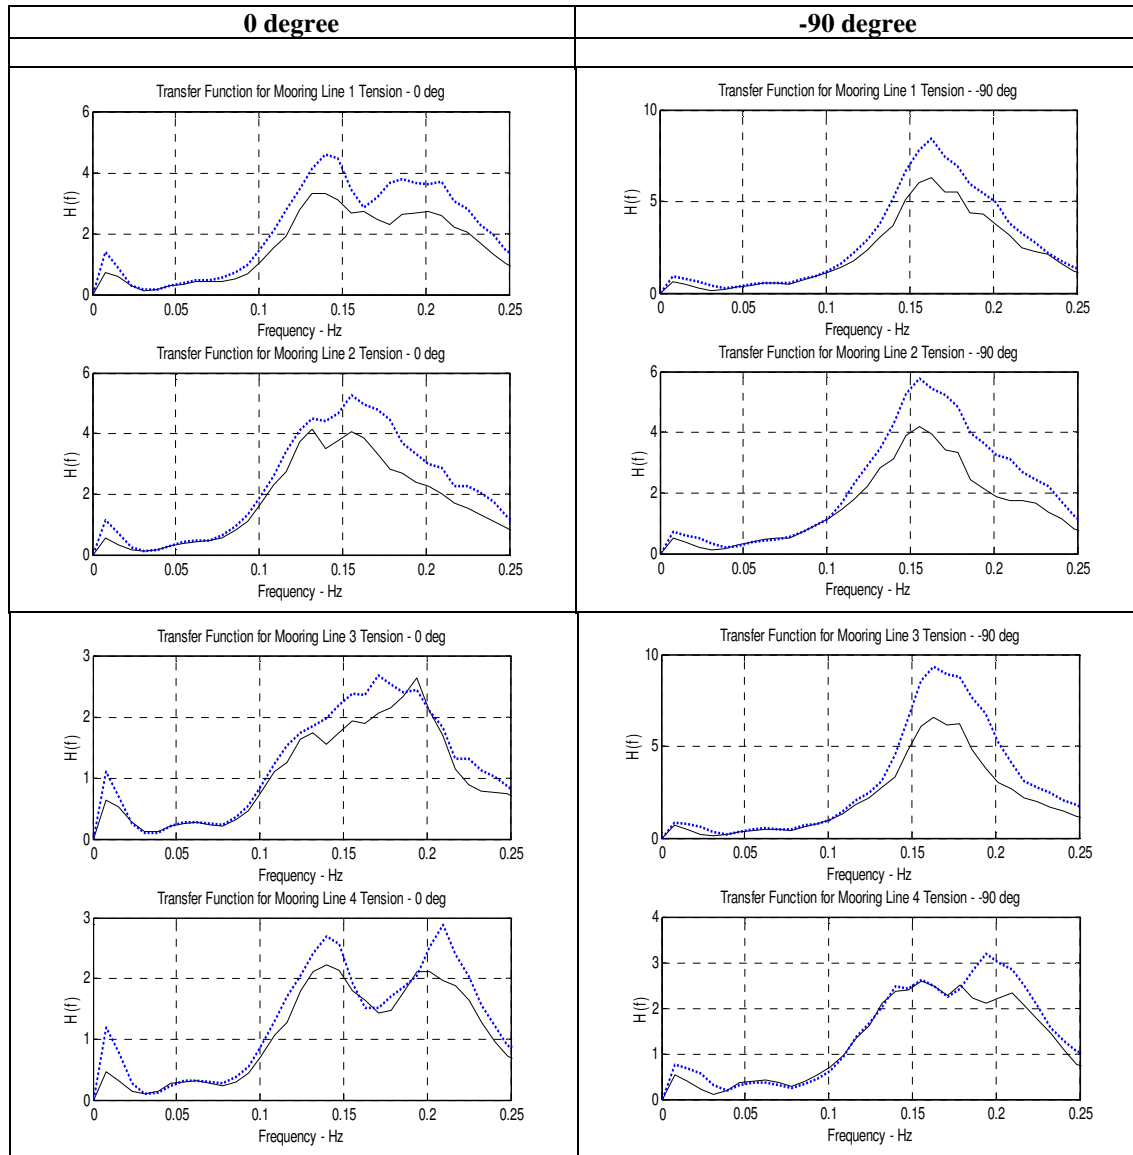 0 degree
-90 degree
Transfer Function for Mooring Line 1 Tension - 0 deg
6
4
2
0
H(f)
0 0.05 0.1 0.15 0.2 0.25
Frequency - Hz
Transfer Function for Mooring Line 2 Tension - 0 deg
6
4
2
0
H(f)
0 0.05 0.1 0.15 0.2 0.25
Frequency - Hz
Transfer Function for Mooring Line 1 Tension - -90 deg
10
5
0
H(f)
0 0.05 0.1 0.15 0.2 0.25
Frequency - Hz
Transfer Function for Mooring Line 2 Tension - -90 deg
6
4
2
0
H(f)
0 0.05 0.1 0.15 0.2 0.25
Frequency - Hz
Transfer Function for Mooring Line 3 Tension - 0 deg
3
2
1
0
H(f)
0 0.05 0.1 0.15 0.2 0.25
Frequency - Hz
Transfer Function for Mooring Line 4 Tension - 0 deg
3
2
1
0
H(f)
0 0.05 0.1 0.15 0.2 0.25
Frequency - Hz
Transfer Function for Mooring Line 3 Tension - -90 deg
10
5
0
H(f)
0 0.05 0.1 0.15 0.2 0.25
Frequency - Hz
Transfer Function for Mooring Line 4 Tension - -90 deg
4
3
2
1
0
H(f)
0 0.05 0.1 0.15 0.2 0.25
Frequency - Hz